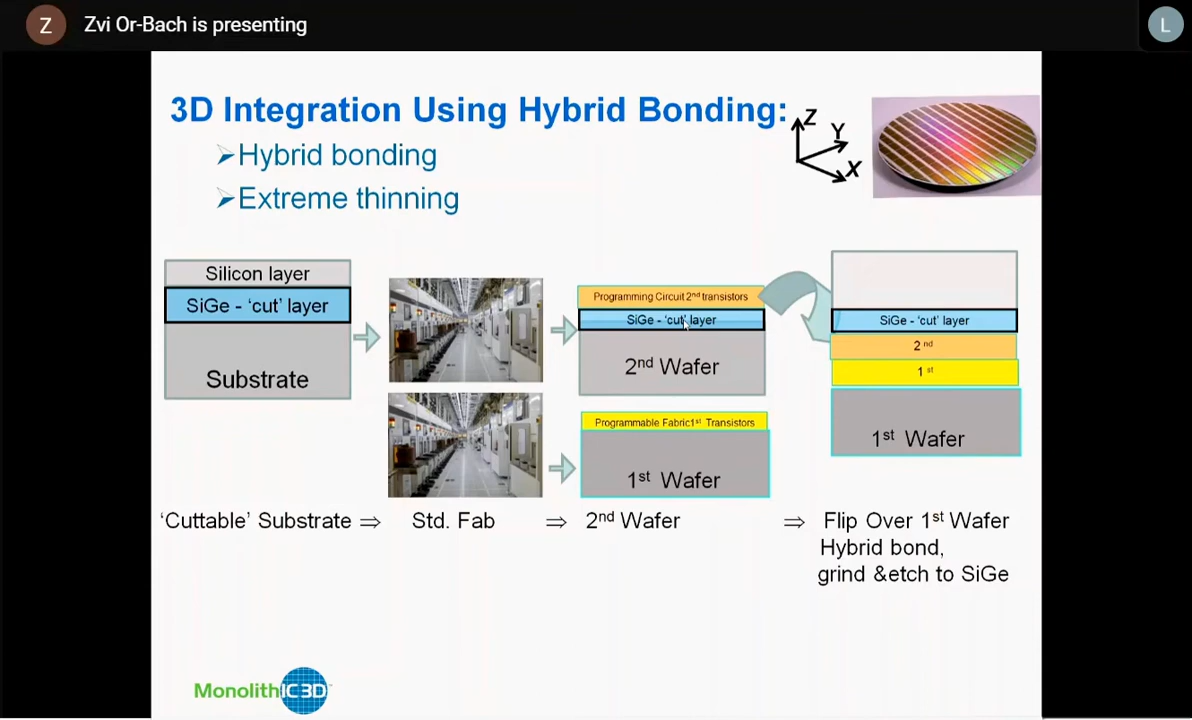 Z
Zvi Or-Bach is presenting
L
3D Integration Using Hybrid Bonding:
➢Hybrid bonding
➢Extreme thinning
Z
Y
X
Silicon layer
SiGe - 'cut' layer
Substrate
Programming Circuit 2nd transistors
SiGe - 'cut' layer
2nd Wafer
Programmable Fabric1st Transistors
1st Wafer
SiGe - 'cut' layer
2nd
1st
1st Wafer
'Cuttable' Substrate ⇒ Std. Fab ⇒ 2nd Wafer ⇒ Flip Over 1st Wafer
Hybrid bond,
grind &etch to SiGe
MonolithIC3D™